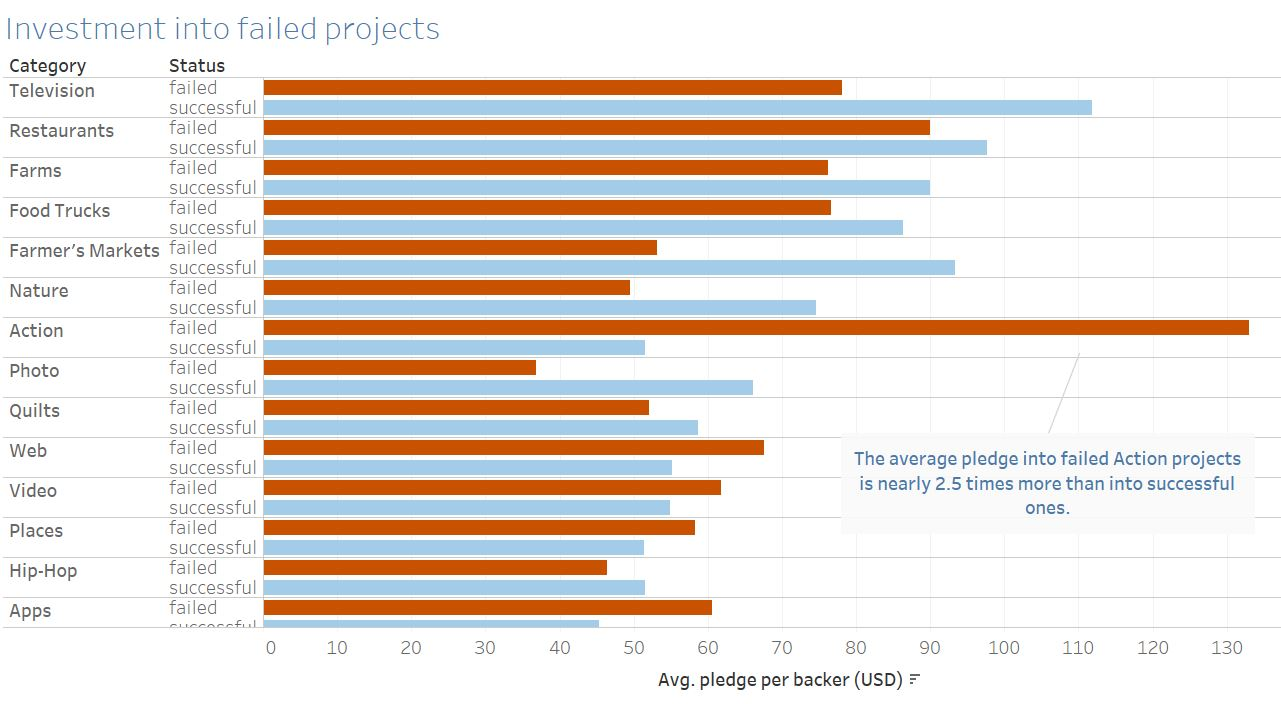 Investment into failed projects
Category Status
Television failed
successful
Restaurants failed
successful
Farms failed
successful
Food Trucks failed
successful
Farmer’s Markets failed
successful
Nature failed
successful
Action failed
successful
Photo failed
successful
Quilts failed
successful
Web failed
successful
Video failed
successful
Places failed
successful
Hip-Hop failed
successful
Apps failed
successful
The average pledge into failed Action projects
is nearly 2.5 times more than into successful
ones.
0 10 20 30 40 50 60 70 80 90 100 110 120 130
Avg. pledge per backer (USD)